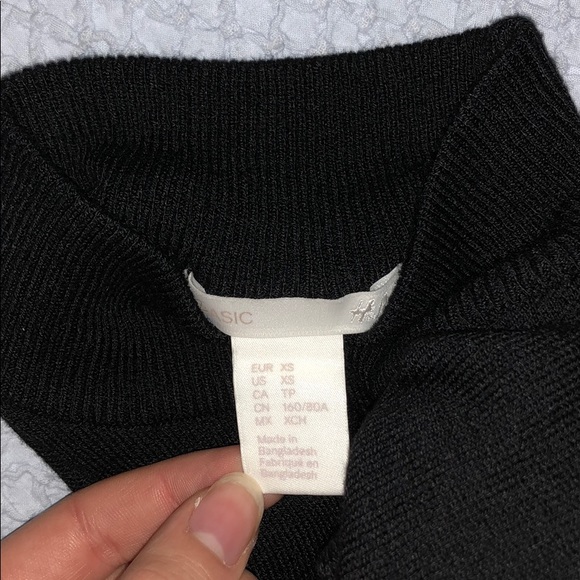 ASIC
EUR XS
US XS
CA TP
CN 160/80A
MX XCH
Made in
Bangladesh
Fabriqué en
Bangladesh